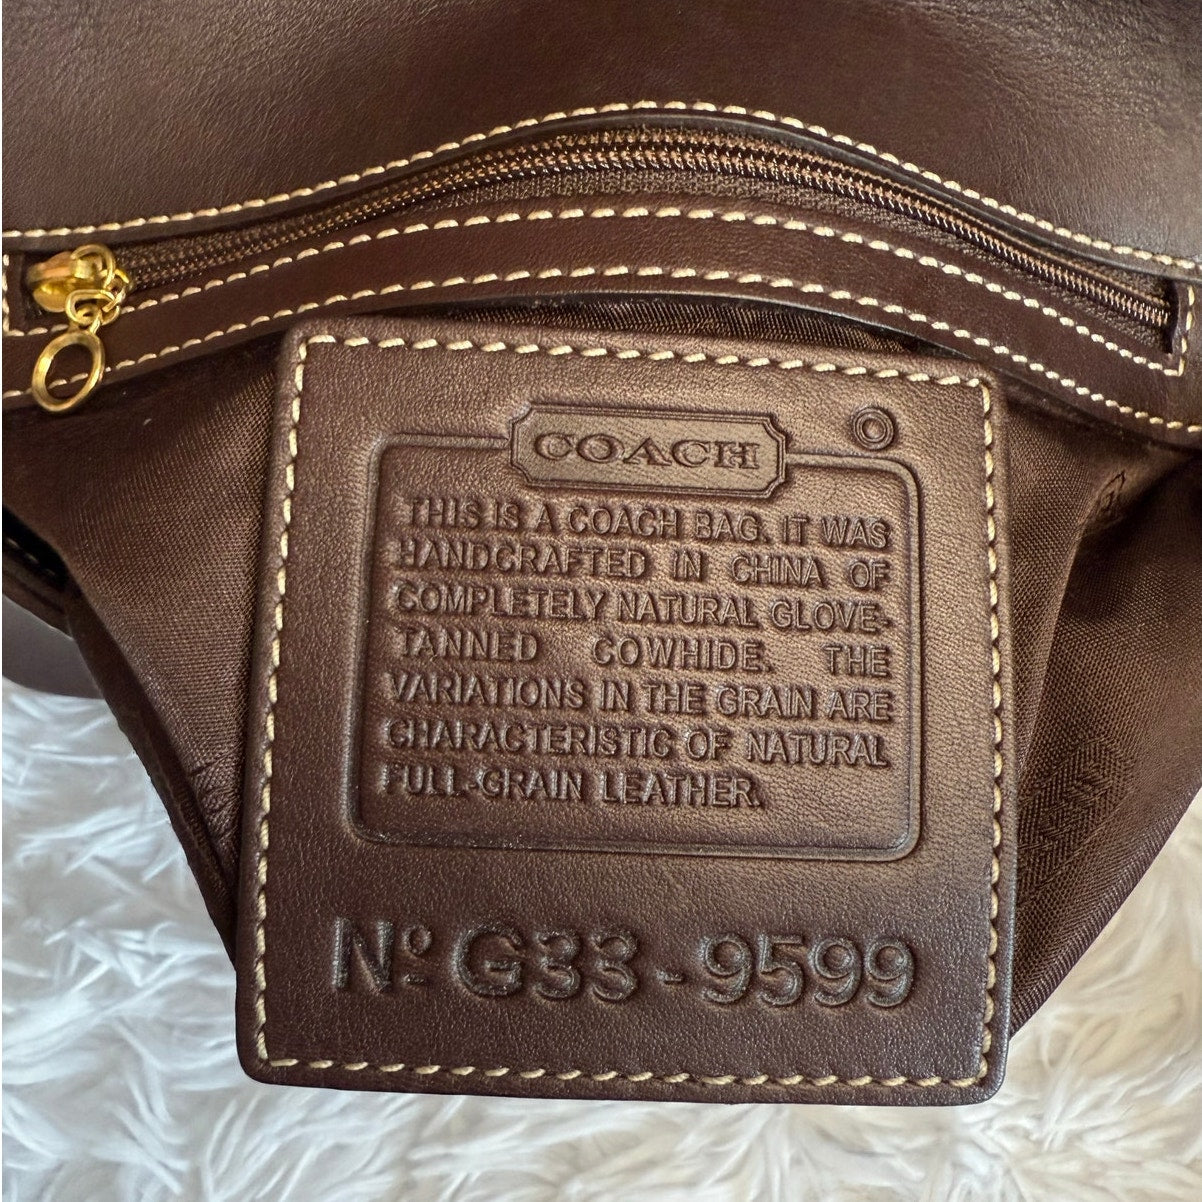 COACH
THIS IS A COACH BAG. IT WAS
HANDCRAFTED IN CHINA OF
COMPLETELY NATURAL GLOVE-
TANNED COWHIDE. THE
VARIATIONS IN THE GRAIN ARE
CHARACTERISTIC OF NATURAL
FULL-GRAIN LEATHER.
Nº G33-9599